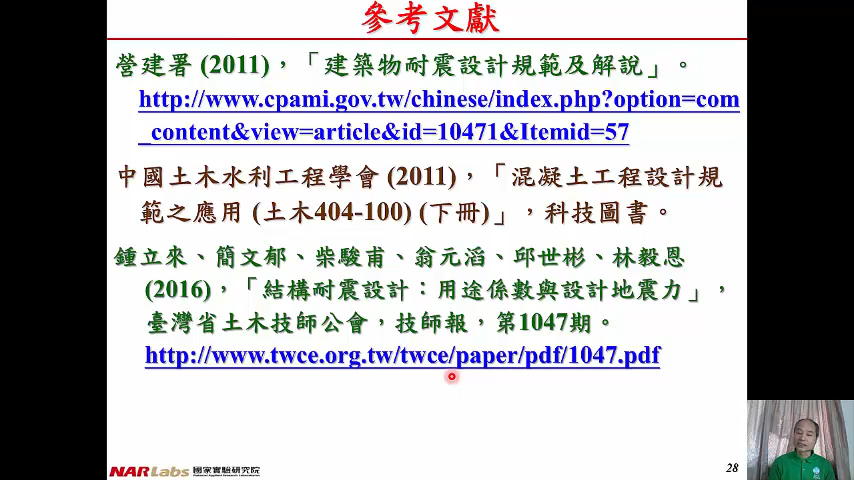 參考文獻
營建署 (2011)，「建築物耐震設計規範及解說」。
http://www.cpami.gov.tw/chinese/index.php?option=com
_content&view=article&id=10471&Itemid=57
中國土木水利工程學會 (2011)，「混凝土工程設計規
範之應用 (土木404-100) (下冊)」，科技圖書。
鍾立來、簡文郁、柴駿甫、翁元滔、邱世彬、林毅恩
(2016)，「結構耐震設計：用途係數與設計地震力」，
臺灣省土木技師公會，技師報，第1047期。
http://www.twce.org.tw/twce/paper/pdf/1047.pdf
NARLabs 國家實驗研究院
28